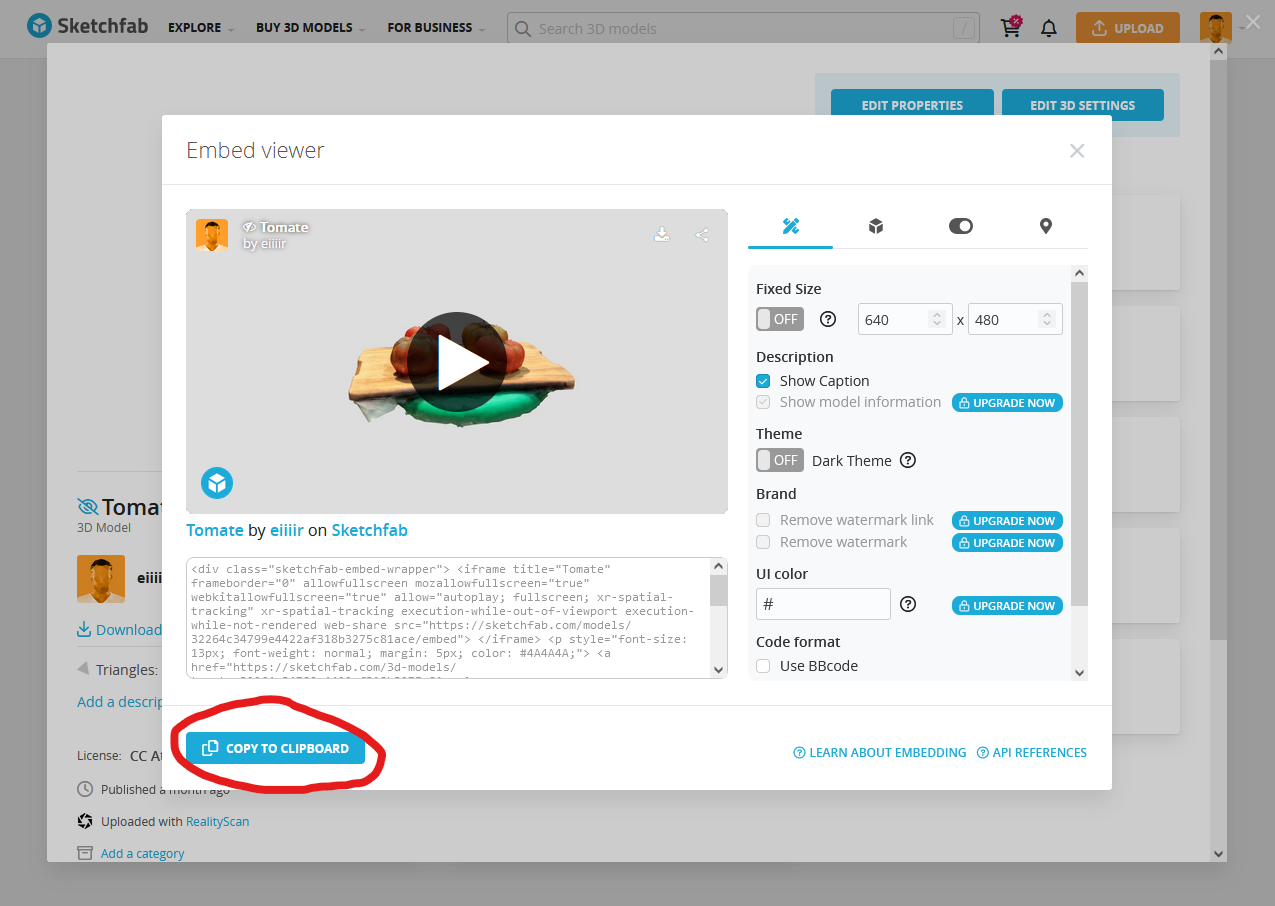 Sketchfab EXPLORE BUY 3D MODELS FOR BUSINESS Search 3D models / % UPLOAD
EDIT PROPERTIES EDIT 3D SETTINGS
Embed viewer
Tomate
by eiiiir
Fixed Size
OFF ? 640 x 480
Description
Show Caption
Show model information UPGRADE NOW
Theme
OFF Dark Theme ?
Brand
Remove watermark link UPGRADE NOW
Remove watermark UPGRADE NOW
UI color
# ? UPGRADE NOW
Code format
Use BBcode
Tomate by eiiiir on Sketchfab
<div class="sketchfab-embed-wrapper"> <iframe title="Tomate"
frameborder="0" allowfullscreen mozallowfullscreen="true"
webkitallowfullscreen="true" allow="autoplay; fullscreen; xr-spatial-
tracking" xr-spatial-tracking execution-while-out-of-viewport execution-
while-not-rendered web-share src="https://sketchfab.com/models/
32264c34799e4422af318b3275c81ace/embed"> </iframe> <p style="font-size:
13px; font-weight: normal; margin: 5px; color: #4A4A4A;"> <a
href="https://sketchfab.com/3d-models/
COPY TO CLIPBOARD
? LEARN ABOUT EMBEDDING ? API REFERENCES
Tomat
3D Model
eiiii
Download
Triangles:
Add a descrip
License: CC At
Published a month ago
Uploaded with RealityScan
Add a category